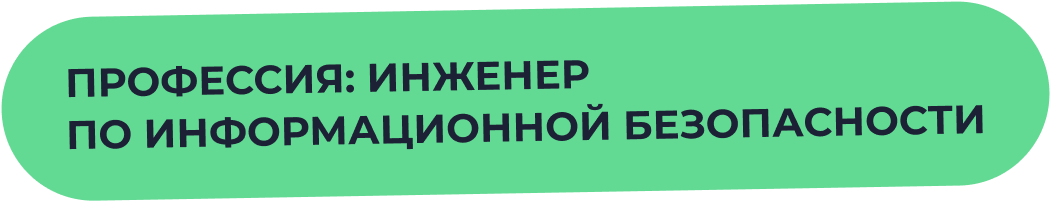 ПРОФЕССИЯ: ИНЖЕНЕР
ПО ИНФОРМАЦИОННОЙ БЕЗОПАСНОСТИ